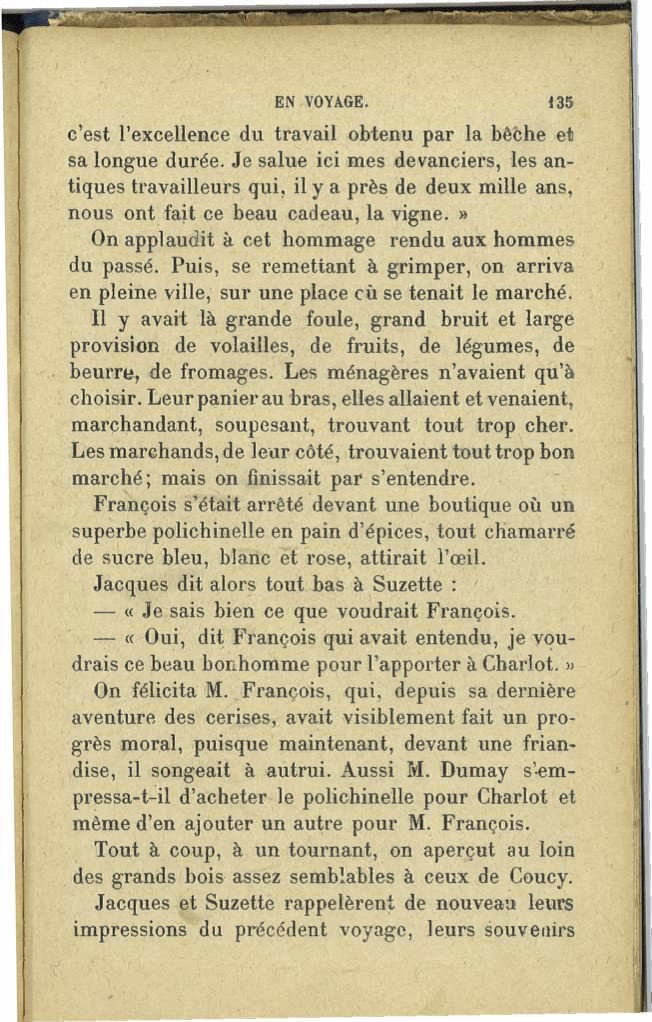 EN VOYAGE. 135
c'est l'excellence du travail obtenu par la bêche et
sa longue durée. Je salue ici mes devanciers, les an-
tiques travailleurs qui, il y a près de deux mille ans,
nous ont fait ce beau cadeau, la vigne. »
On applaudit à cet hommage rendu aux hommes
du passé. Puis, se remettant à grimper, on arriva
en pleine ville, sur une place où se tenait le marché.
Il y avait là grande foule, grand bruit et large
provision de volailles, de fruits, de légumes, de
beurre, de fromages. Les ménagères n'avaient qu'à
choisir. Leur panier au bras, elles allaient et venaient,
marchandant, soupesant, trouvant tout trop cher.
Les marchands, de leur côté, trouvaient tout trop bon
marché; mais on finissait par s'entendre.
François s'était arrêté devant une boutique où un
superbe polichinelle en pain d'épices, tout chamarré
de sucre bleu, blanc et rose, attirait l'œil.
Jacques dit alors tout bas à Suzette :
— « Je sais bien ce que voudrait François.
— « Oui, dit François qui avait entendu, je vou-
drais ce beau bonhomme pour l'apporter à Charlot. »
On félicita M. François, qui, depuis sa dernière
aventure des cerises, avait visiblement fait un pro-
grès moral, puisque maintenant, devant une frian-
dise, il songeait à autrui. Aussi M. Dumay s'em-
pressa-t-il d'acheter le polichinelle pour Charlot et
même d'en ajouter un autre pour M. François.
Tout à coup, à un tournant, on aperçut au loin
des grands bois assez semblables à ceux de Coucy.
Jacques et Suzette rappelèrent de nouveau leurs
impressions du précédent voyage, leurs souvenirs